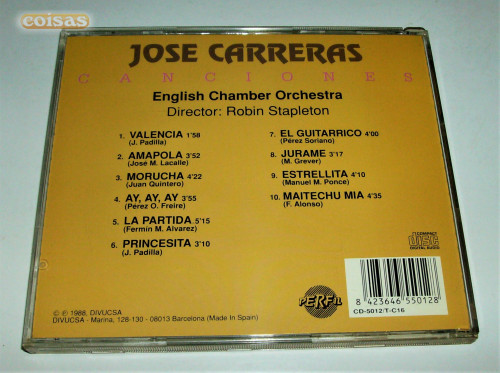 coisas
JOSE CARRERAS
CANCIONES
English Chamber Orchestra
Director: Robin Stapleton
1. VALENCIA 1'58
(J. Padilla)
2. AMAPOLA 3'52
(José M. Lacalle)
3. MORUCHA 4'22
(Juan Quintero)
4. AY, AY, AY 3'55
(Pérez O. Freire)
5. LA PARTIDA 5'15
(Fermín M. Alvarez)
6. PRINCESITA 3'10
(J. Padilla)
7. EL GUITARRICO 4'00
(Pérez Soriano)
8. JURAME 3'17
(M. Grever)
9. ESTRELLITA 4'10
(Manuel M. Ponce)
10. MAITECHU MIA 4'35
(F. Alonso)
COMPACT
disc
DIGITAL AUDIO
© ℗ 1988, DIVUCSA
DIVUCSA - Marina, 128-130 - 08013 Barcelona (Made In Spain)
PERFIL
8 423646 550128
CD-5012/T-C16